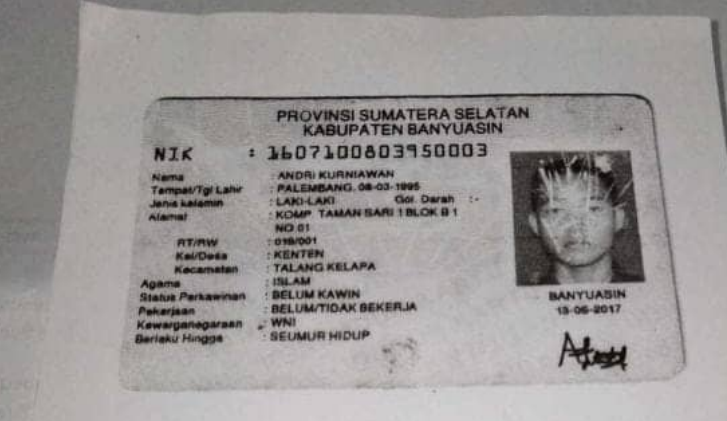 PROVINSI SUMATERA SELATAN
KABUPATEN BANYUASIN
NIK : 1607100803950003
Nama : ANDRI KURNIAWAN
Tempat/Tgl Lahir : PALEMBANG, 08-03-1995
Jenis kelamin : LAKI-LAKI Gol. Darah : -
Alamat : KOMP TAMAN SARI 1 BLOK B 1
NO 01
RT/RW : 019/001
Kel/Desa : KENTEN
Kecamatan : TALANG KELAPA
Agama : ISLAM
Status Perkawinan : BELUM KAWIN
Pekerjaan : BELUM/TIDAK BEKERJA
Kewarganegaraan : WNI
Berlaku Hingga : SEUMUR HIDUP
BANYUASIN
13-06-2017